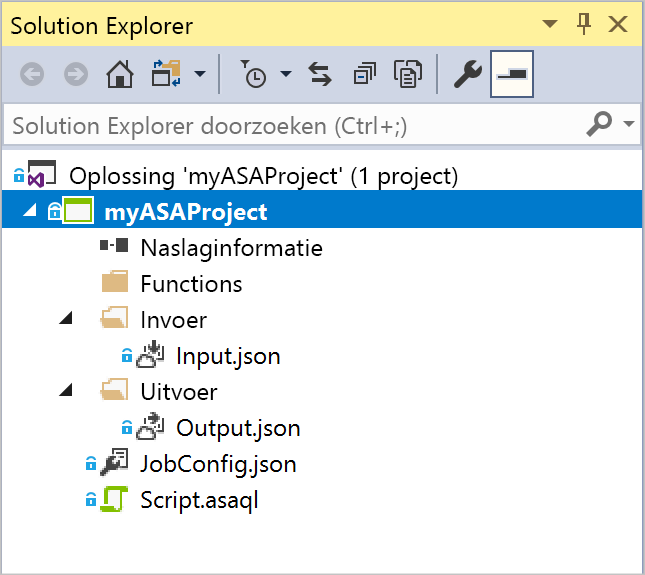 Solution Explorer
Solution Explorer doorzoeken (Ctrl+;)
Oplossing 'myASAProject' (1 project)
myASAProject
Naslaginformatie
Functions
Invoer
Input.json
Uitvoer
Output.json
JobConfig.json
Script.asaql